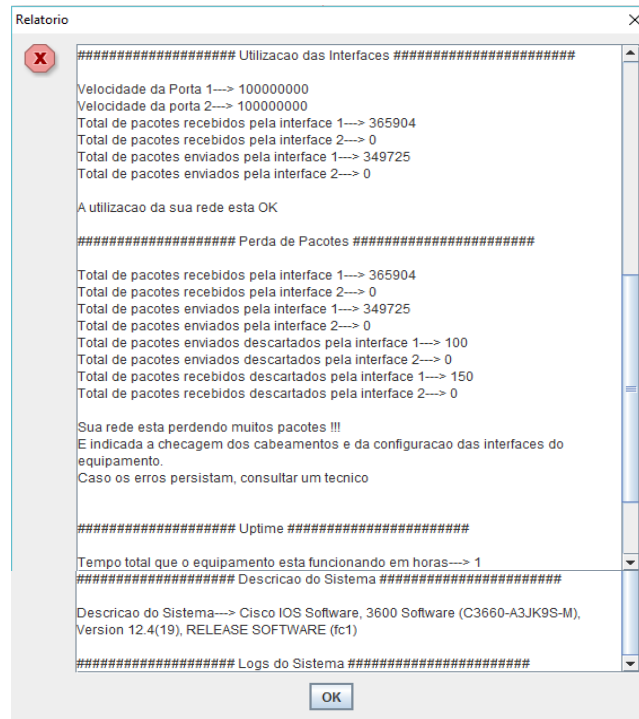 Relatorio
#################### Utilizacao das Interfaces #######################
Velocidade da Porta 1---> 100000000
Velocidade da porta 2---> 100000000
Total de pacotes recebidos pela interface 1---> 365904
Total de pacotes recebidos pela interface 2---> 0
Total de pacotes enviados pela interface 1---> 349725
Total de pacotes enviados pela interface 2---> 0
A utilizacao da sua rede esta OK
#################### Perda de Pacotes #######################
Total de pacotes recebidos pela interface 1---> 365904
Total de pacotes recebidos pela interface 2---> 0
Total de pacotes enviados pela interface 1---> 349725
Total de pacotes enviados pela interface 2---> 0
Total de pacotes enviados descartados pela interface 1---> 100
Total de pacotes enviados descartados pela interface 2---> 0
Total de pacotes recebidos descartados pela interface 1---> 150
Total de pacotes recebidos descartados pela interface 2---> 0
Sua rede esta perdendo muitos pacotes !!!
E indicada a checagem dos cabeamentos e da configuracao das interfaces do
equipamento.
Caso os erros persistam, consultar um tecnico
#################### Uptime #######################
Tempo total que o equipamento esta funcionando em horas---> 1
#################### Descricao do Sistema #######################
Descricao do Sistema---> Cisco IOS Software, 3600 Software (C3660-A3JK9S-M),
Version 12.4(19), RELEASE SOFTWARE (fc1)
#################### Logs do Sistema #######################
OK